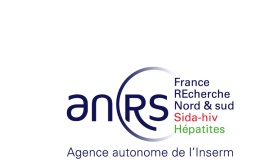 anRS
France
REcherche
Nord & sud
Sida-hiv
Hépatites
Agence autonome de l'Inserm